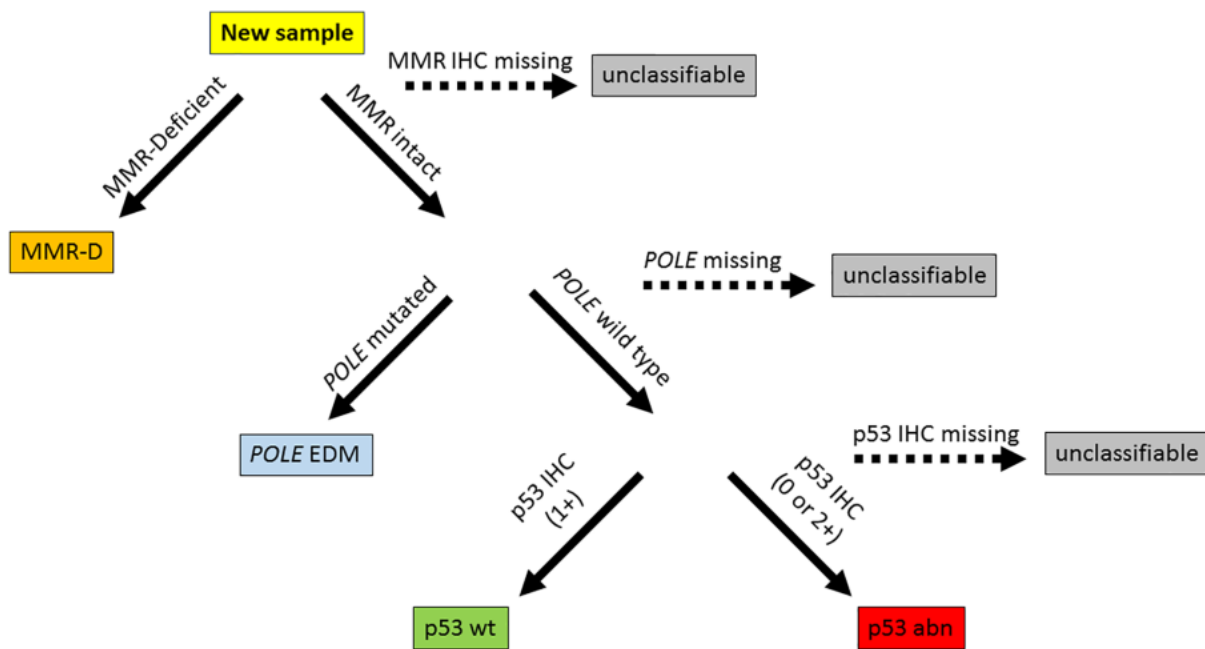 New sample
MMR IHC missing
unclassifiable
MMR-Deficient
MMR intact
MMR-D
POLE missing
unclassifiable
POLE mutated
POLE wild type
POLE EDM
p53 IHC missing
unclassifiable
p53 IHC
(1+)
p53 IHC
(0 or 2+)
p53 wt
p53 abn